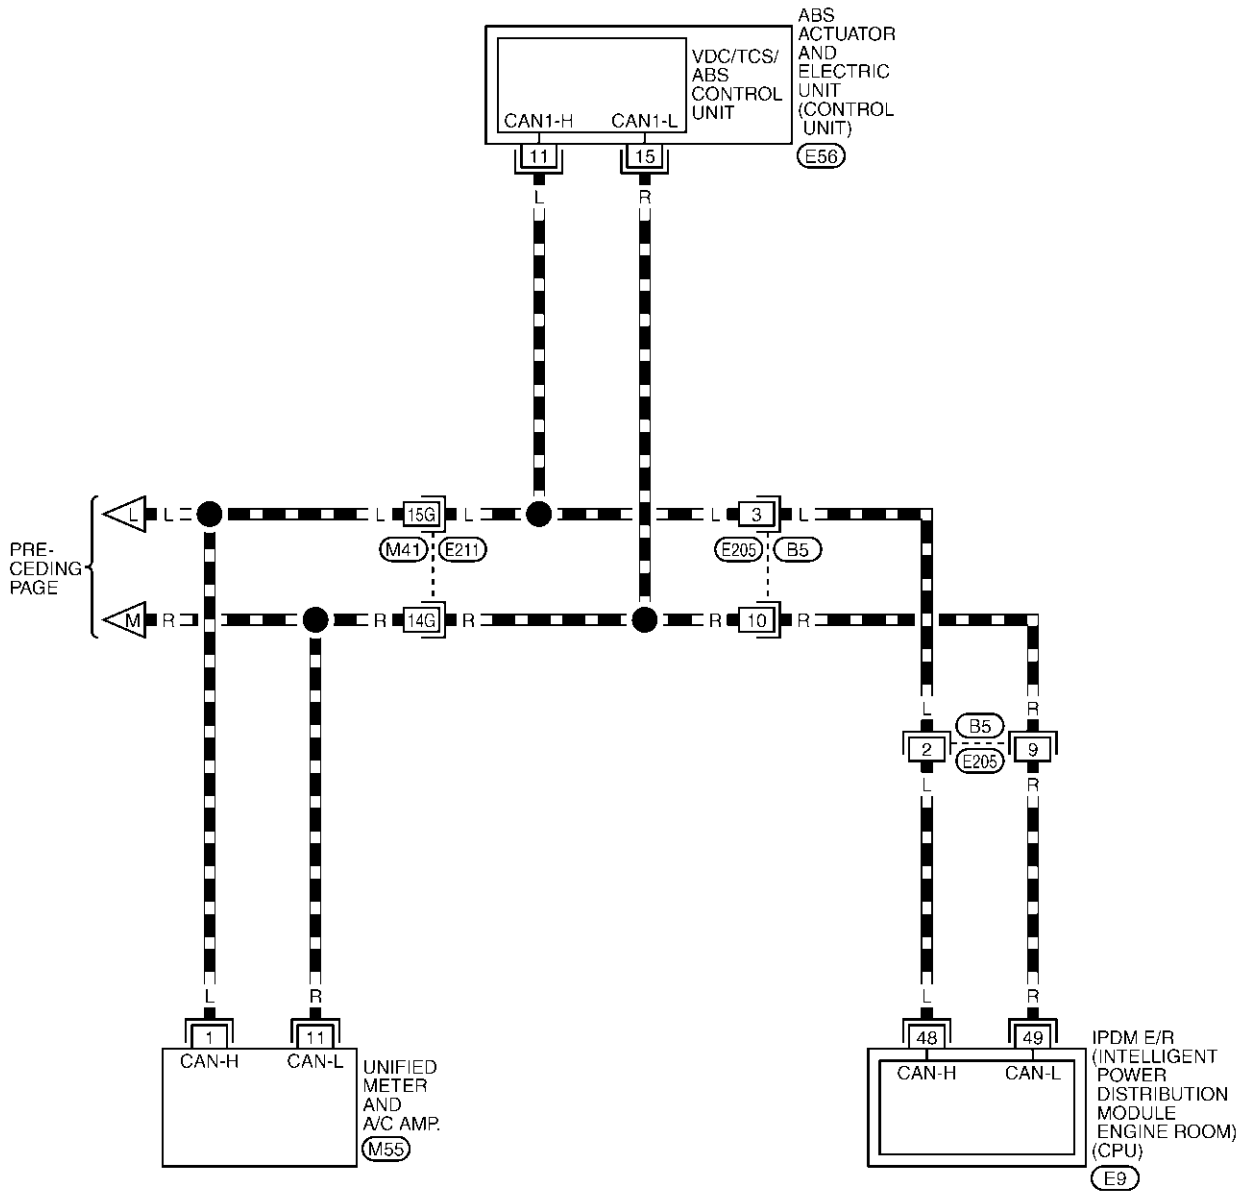 ABS
ACTUATOR
AND
ELECTRIC
UNIT
(CONTROL
UNIT)
E56
VDC/TCS/
ABS
CONTROL
UNIT
CAN1-H CAN1-L
11 15
L R
PRE-
CEDING
PAGE
L L L 15G L L 3 L
M41 E211 E205 B5
M R R 14G R R 10 R
L R
B5
2 9
E205
L R
L R
1 11
CAN-H CAN-L
UNIFIED
METER
AND
A/C AMP.
M55
L R
48 49
CAN-H CAN-L
IPDM E/R
(INTELLIGENT
POWER
DISTRIBUTION
MODULE
ENGINE ROOM)
(CPU)
E9